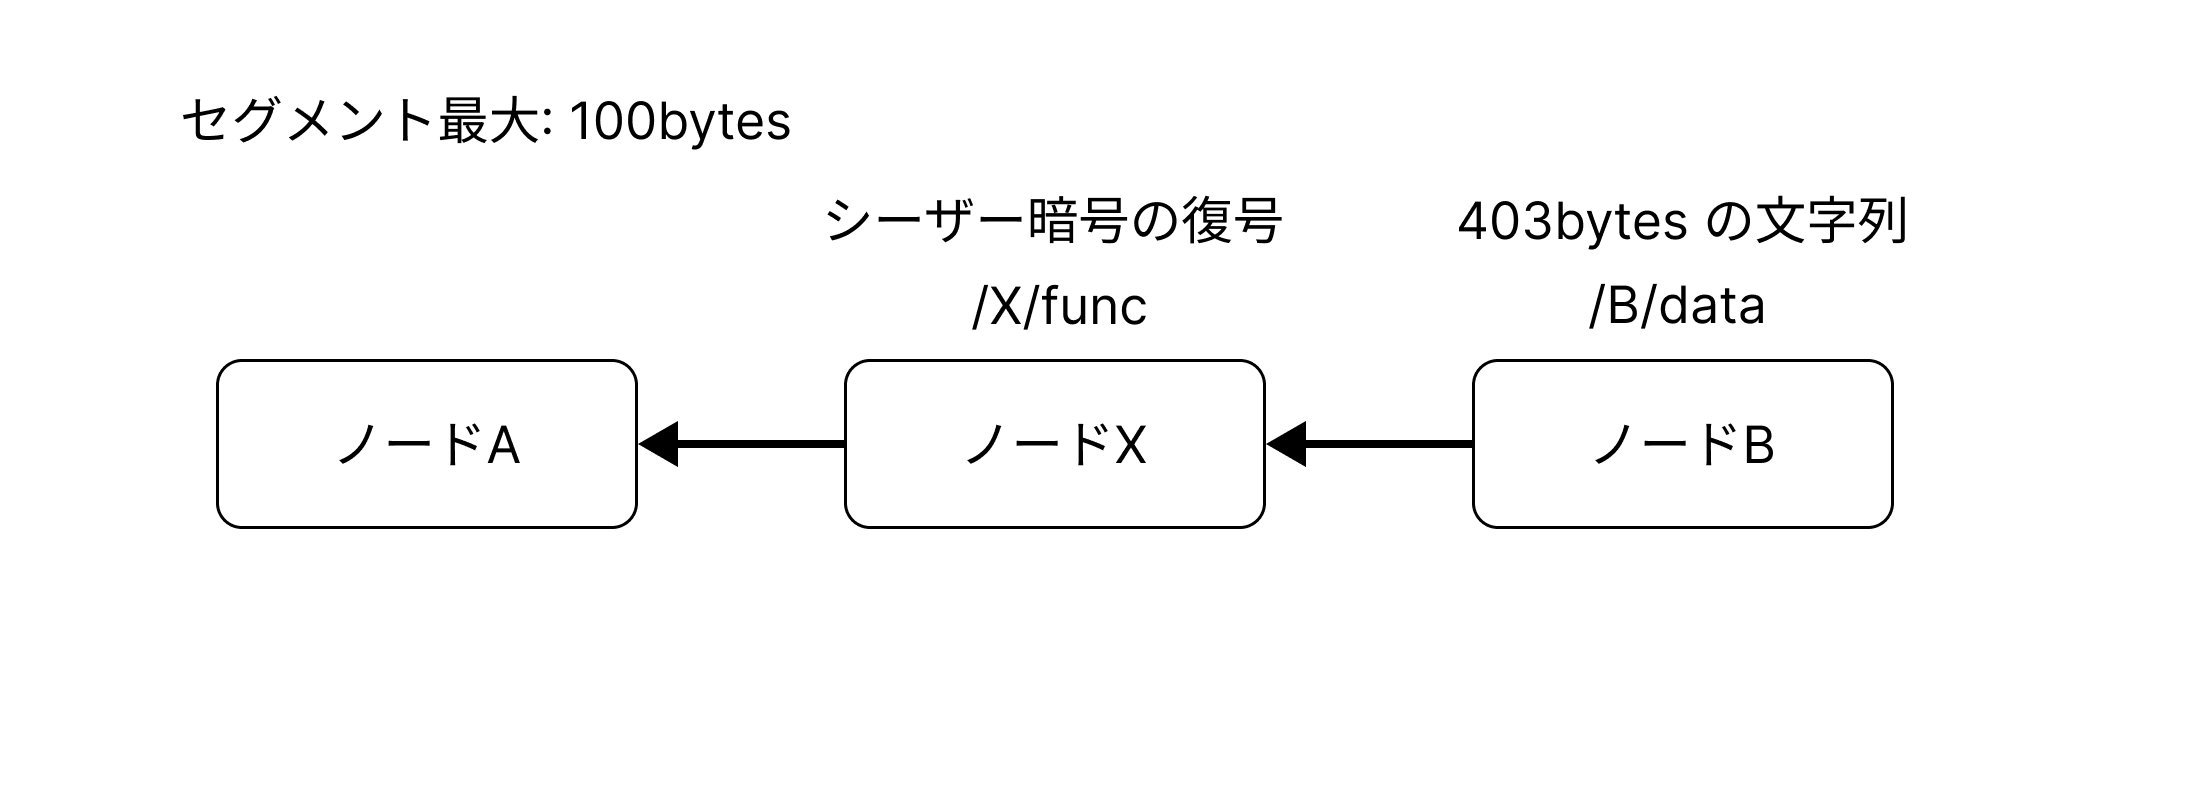 セグメント最大: 100bytes
シーザー暗号の復号
403bytes の文字列
/X/func
/B/data
ノードA
ノードX
ノードB